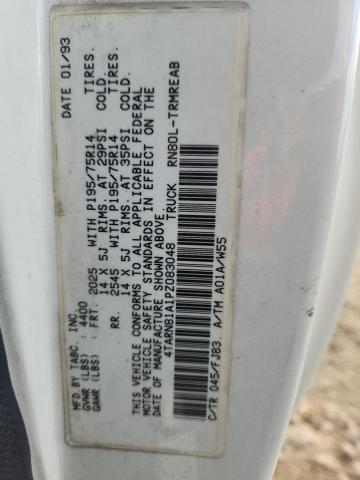 MFD BY TABC, INC. DATE 01/93
GVWR (LBS) 4400
GAWR (LBS) : FRT. 2025 WITH P195/75R14 TIRES.
14 X 5J RIMS. AT 29PSI COLD.
RR. 2545 WITH P195/75R14 TIRES.
14 X 5J RIMS. AT 35PSI COLD.
THIS VEHICLE CONFORMS TO ALL APPLICABLE FEDERAL
MOTOR VEHICLE SAFETY STANDARDS IN EFFECT ON THE
DATE OF MANUFACTURE SHOWN ABOVE.
4TARN81A1PZ083048 TRUCK RN80L-TRMREAB
C/TR 045/FJ83. A/TM A01A/W55